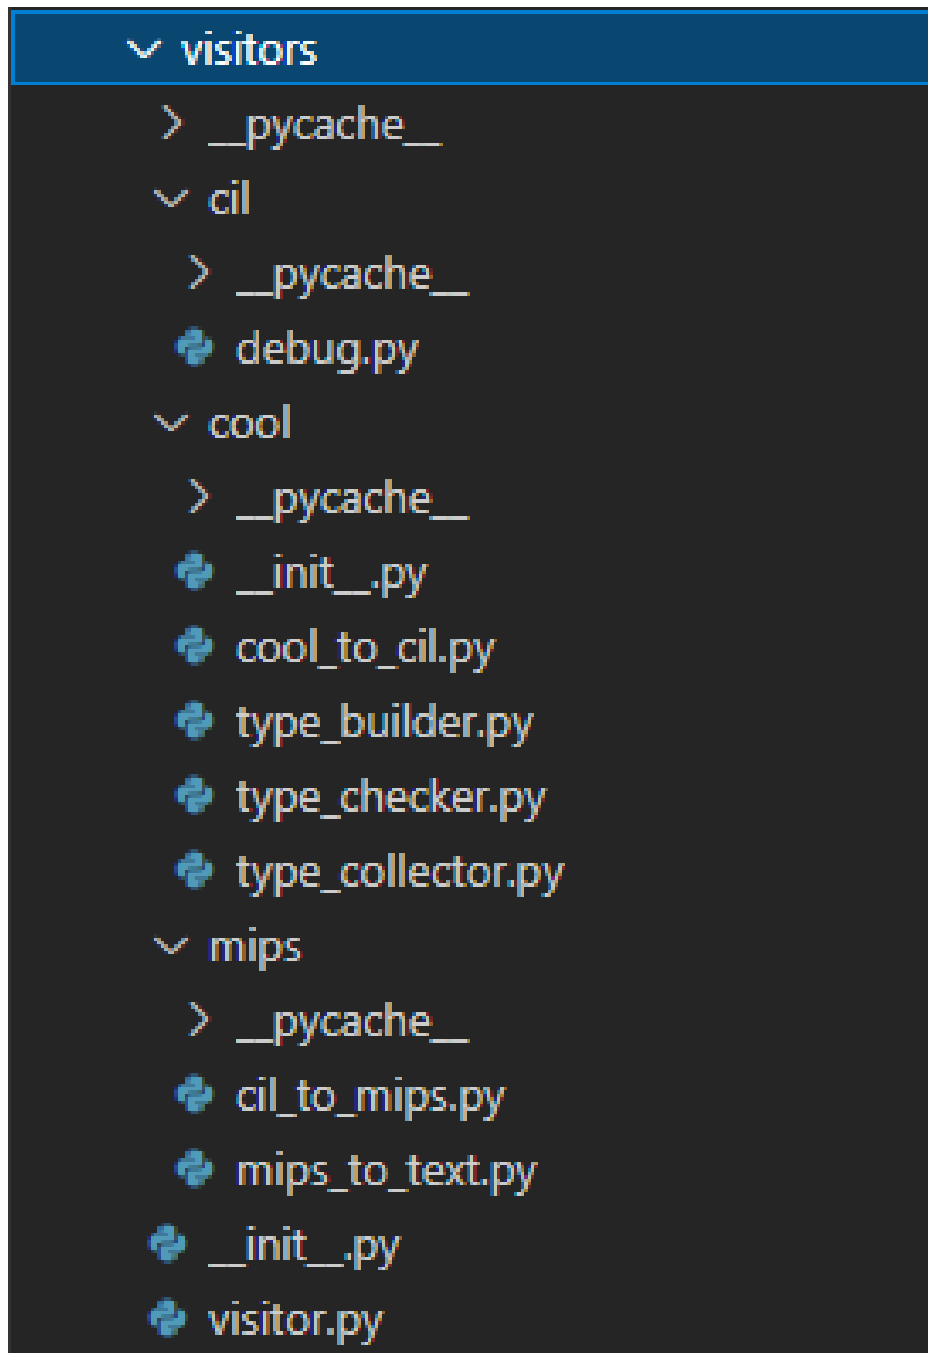 visitors
__pycache__
cil
__pycache__
debug.py
cool
__pycache__
__init__.py
cool_to_cil.py
type_builder.py
type_checker.py
type_collector.py
mips
__pycache__
cil_to_mips.py
mips_to_text.py
__init__.py
visitor.py